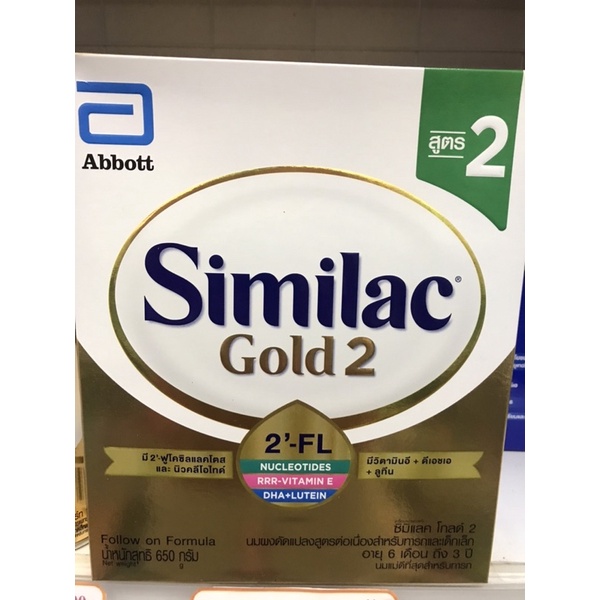 Abbott
สูตร 2
Similac®
Gold 2
2'-FL
NUCLEOTIDES
RRR-VITAMIN E
DHA+LUTEIN
มี 2'-ฟูโคซิลแลคโตส
และ นิวคลีโอไทด์
มีวิตามินอี + ดีเอชเอ
+ ลูทีน
ซิมิแลค โกลด์ 2
นมผงดัดแปลงสูตรต่อเนื่องสำหรับทารกและเด็กเล็ก
อายุ 6 เดือน ถึง 3 ปี
นมแม่ดีที่สุดสำหรับทารก
Follow on Formula
น้ำหนักสุทธิ 650 กรัม
Net Weight g